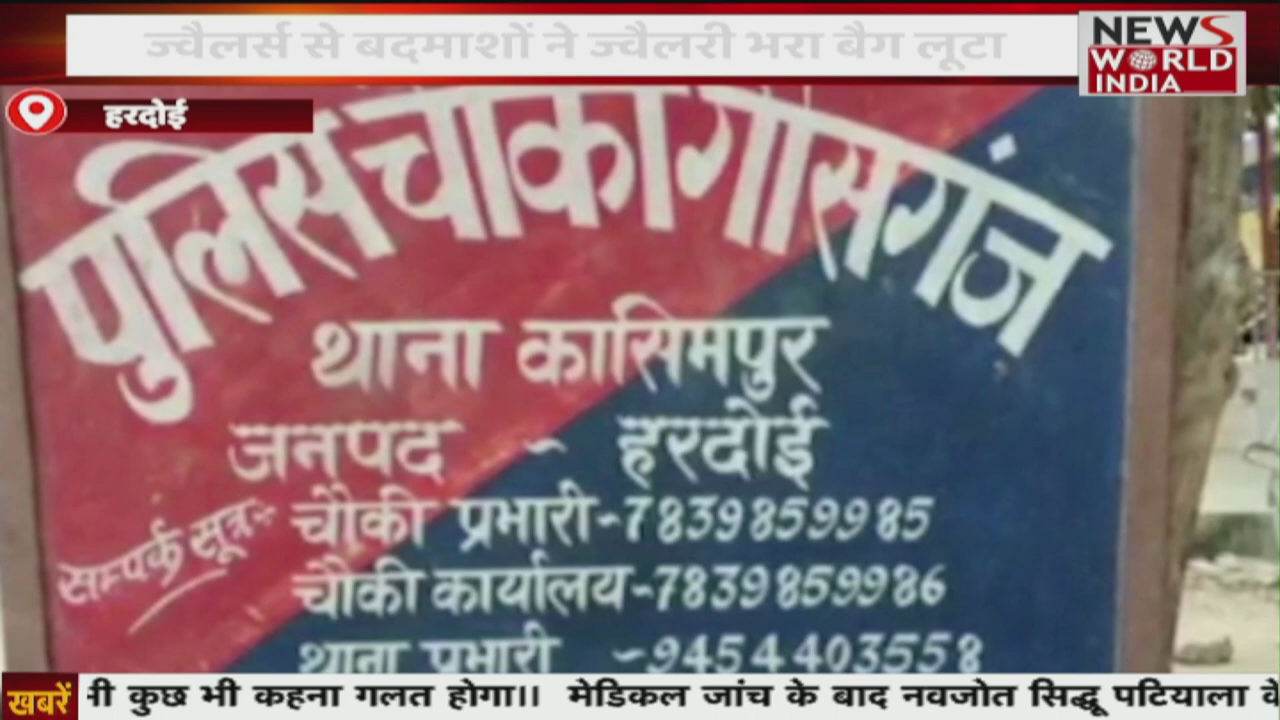 ज्वैलर्स से बदमाशों ने ज्वैलरी भरा बैग लूटा
NEWS
WORLD
INDIA
हरदोई
पुलिस चौकी गौसगंज
थाना कासिमपुर
जनपद - हरदोई
सम्पर्क सूत्र:-
चौकी प्रभारी-7839859985
चौकी कार्यालय-7839859986
थाना प्रभारी -9454403558
खबरें
कुछ भी कहना गलत होगा।। मेडिकल जांच के बाद नवजोत सिद्धू पटियाला